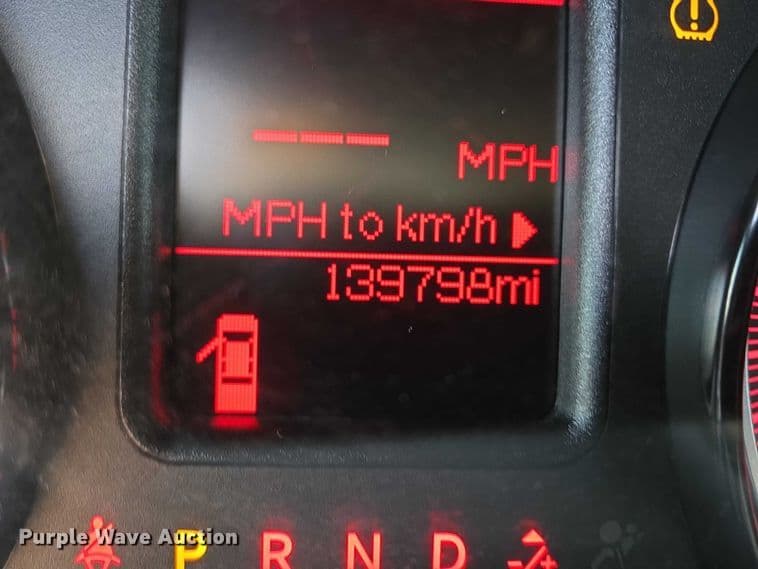 MPH
MPH to km/h
139798mi
P R N D
Purple Wave Auction